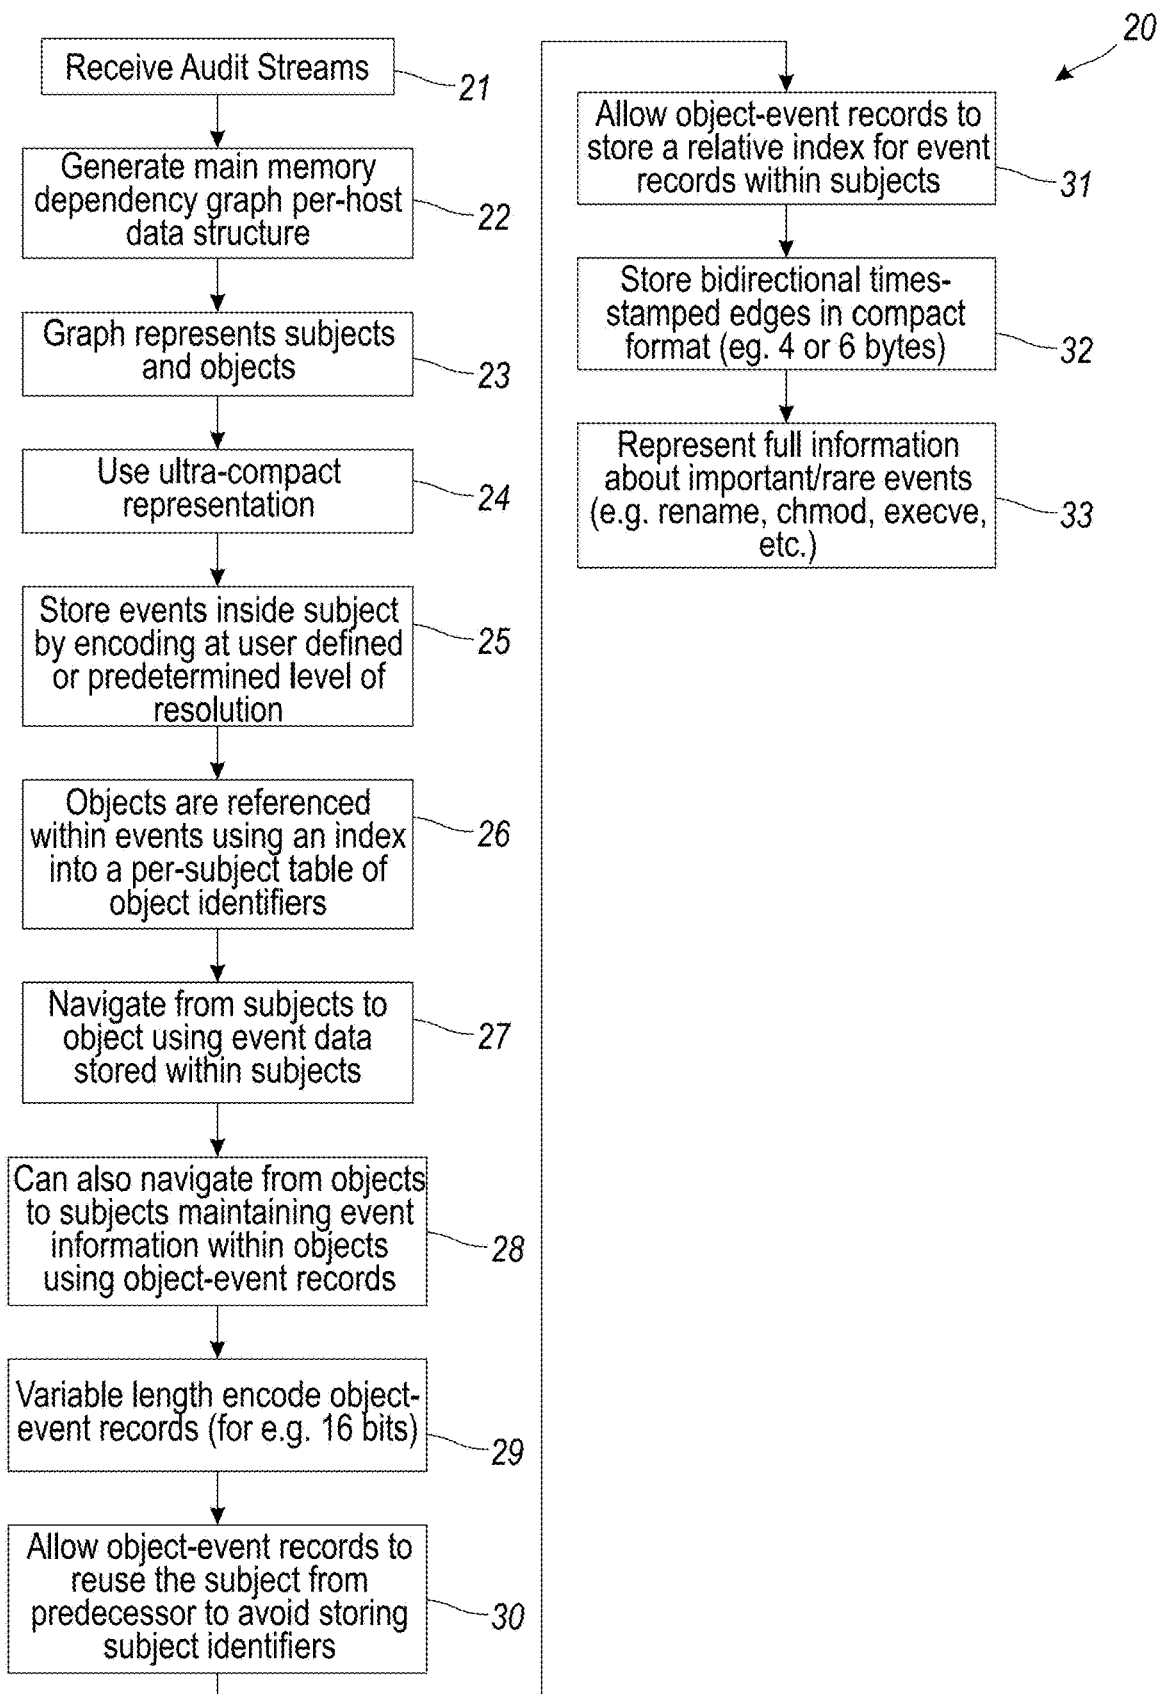 Receive Audit Streams
21
Generate main memory
dependency graph per-host
data structure
22
Graph represents subjects
and objects
23
Use ultra-compact
representation
24
Store events inside subject
by encoding at user defined
or predetermined level of
resolution
25
Objects are referenced
within events using an index
into a per-subject table of
object identifiers
26
Navigate from subjects to
object using event data
stored within subjects
27
Can also navigate from objects
to subjects maintaining event
information within objects
using object-event records
28
Variable length encode object-
event records (for e.g. 16 bits)
29
Allow object-event records to
reuse the subject from
predecessor to avoid storing
subject identifiers
30
20
Allow object-event records to
store a relative index for event
records within subjects
31
Store bidirectional times-
stamped edges in compact
format (eg. 4 or 6 bytes)
32
Represent full information
about important/rare events
(e.g. rename, chmod, execve,
etc.)
33